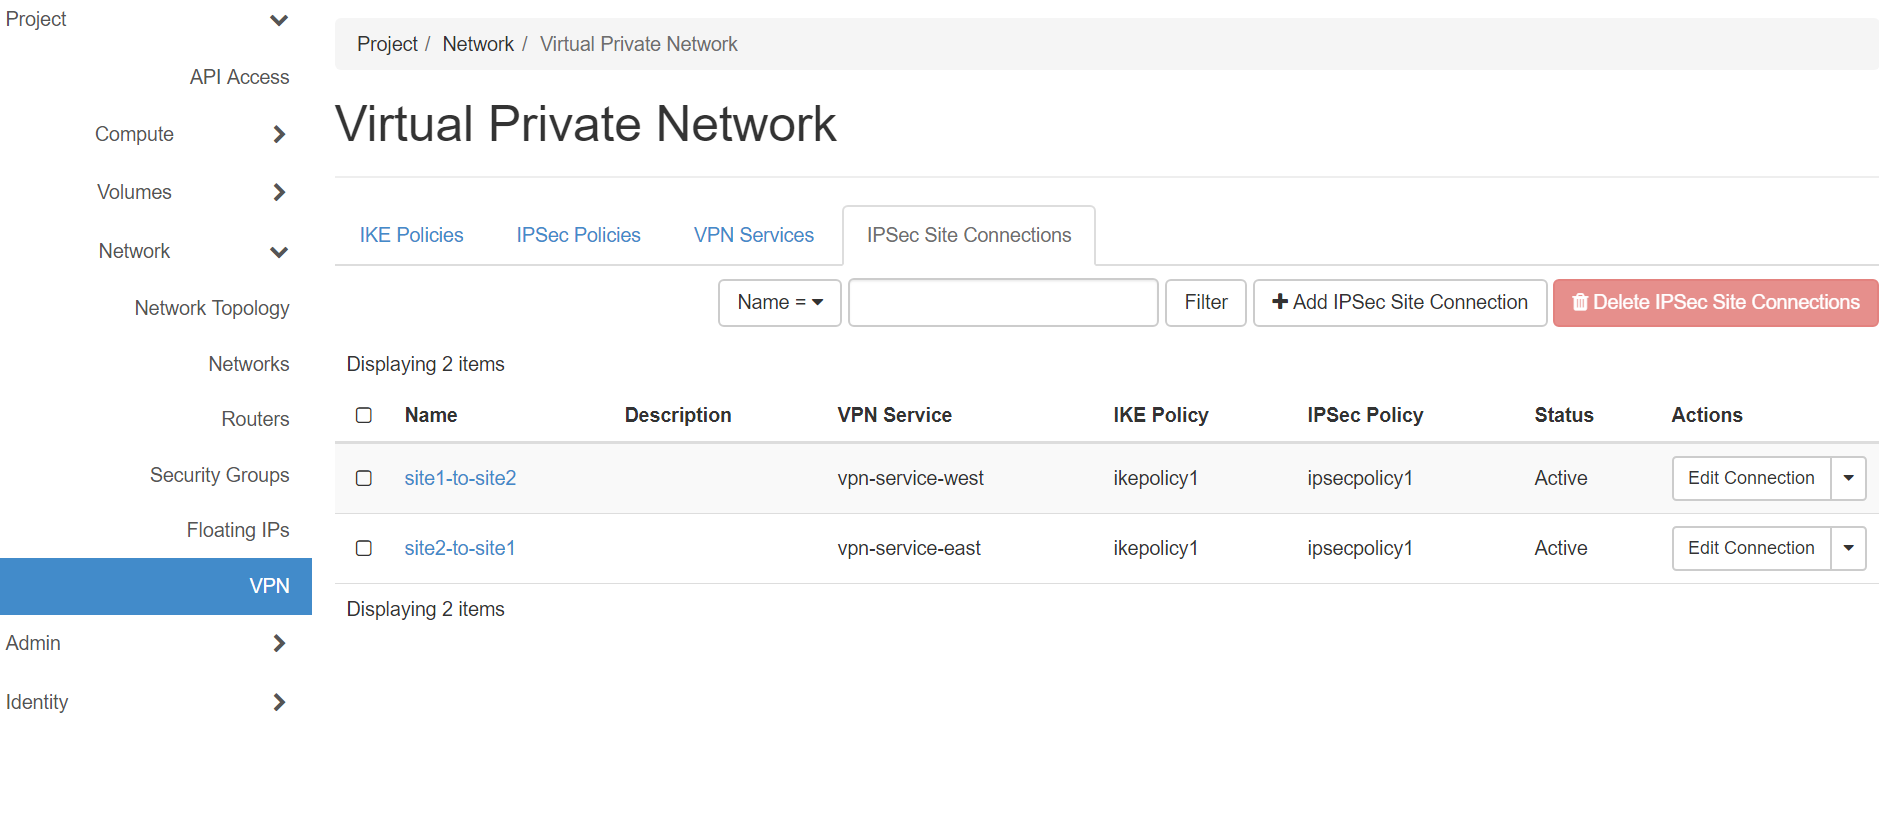 Project
API Access
Compute
Volumes
Network
Network Topology
Networks
Routers
Security Groups
Floating IPs
VPN
Admin
Identity
Project / Network / Virtual Private Network
Virtual Private Network
IKE Policies IPSec Policies VPN Services IPSec Site Connections
Name = Filter Add IPSec Site Connection Delete IPSec Site Connections
Displaying 2 items
Name Description VPN Service IKE Policy IPSec Policy Status Actions
site1-to-site2 vpn-service-west ikepolicy1 ipsecpolicy1 Active Edit Connection
site2-to-site1 vpn-service-east ikepolicy1 ipsecpolicy1 Active Edit Connection
Displaying 2 items